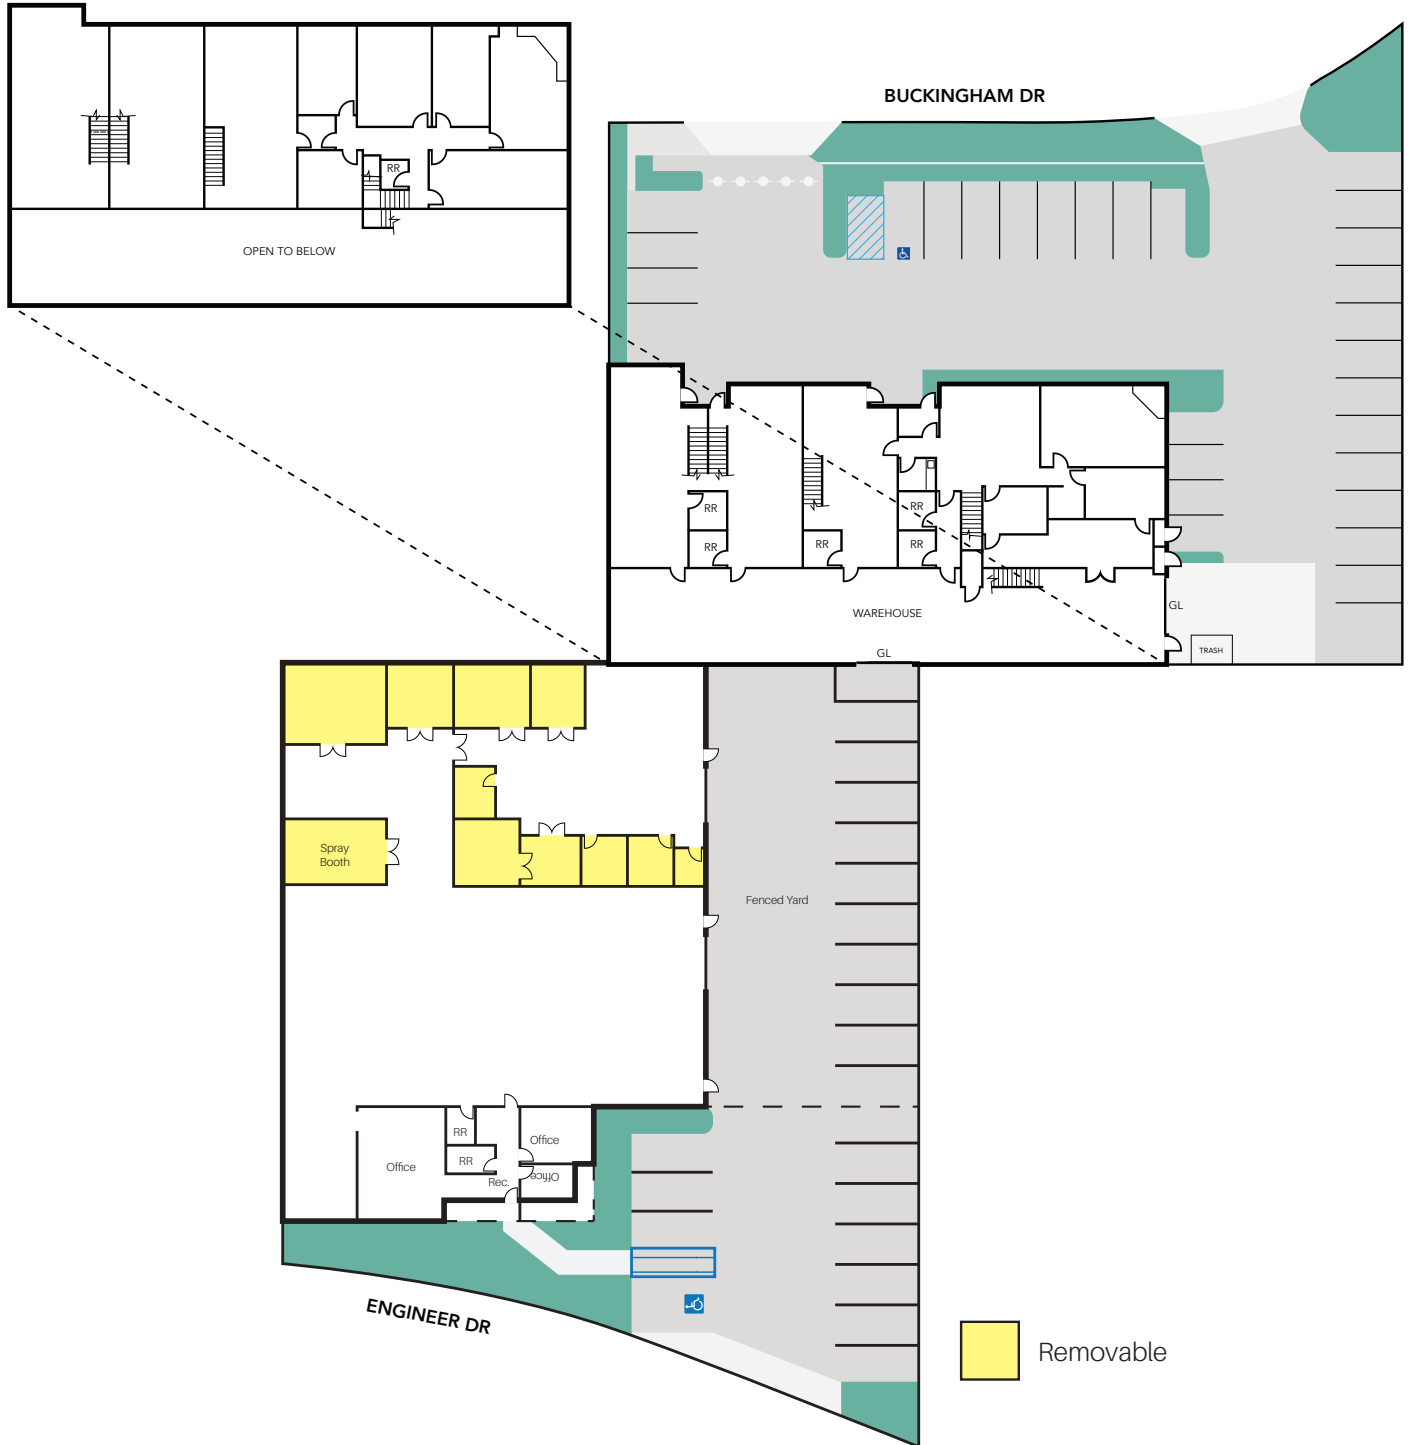 BUCKINGHAM DR
RR
OPEN TO BELOW
RR
RR
RR
RR
RR
WAREHOUSE
GL
GL
TRASH
Spray
Booth
Fenced Yard
RR
Office
RR
Office
Rec.
Office
ENGINEER DR
Removable